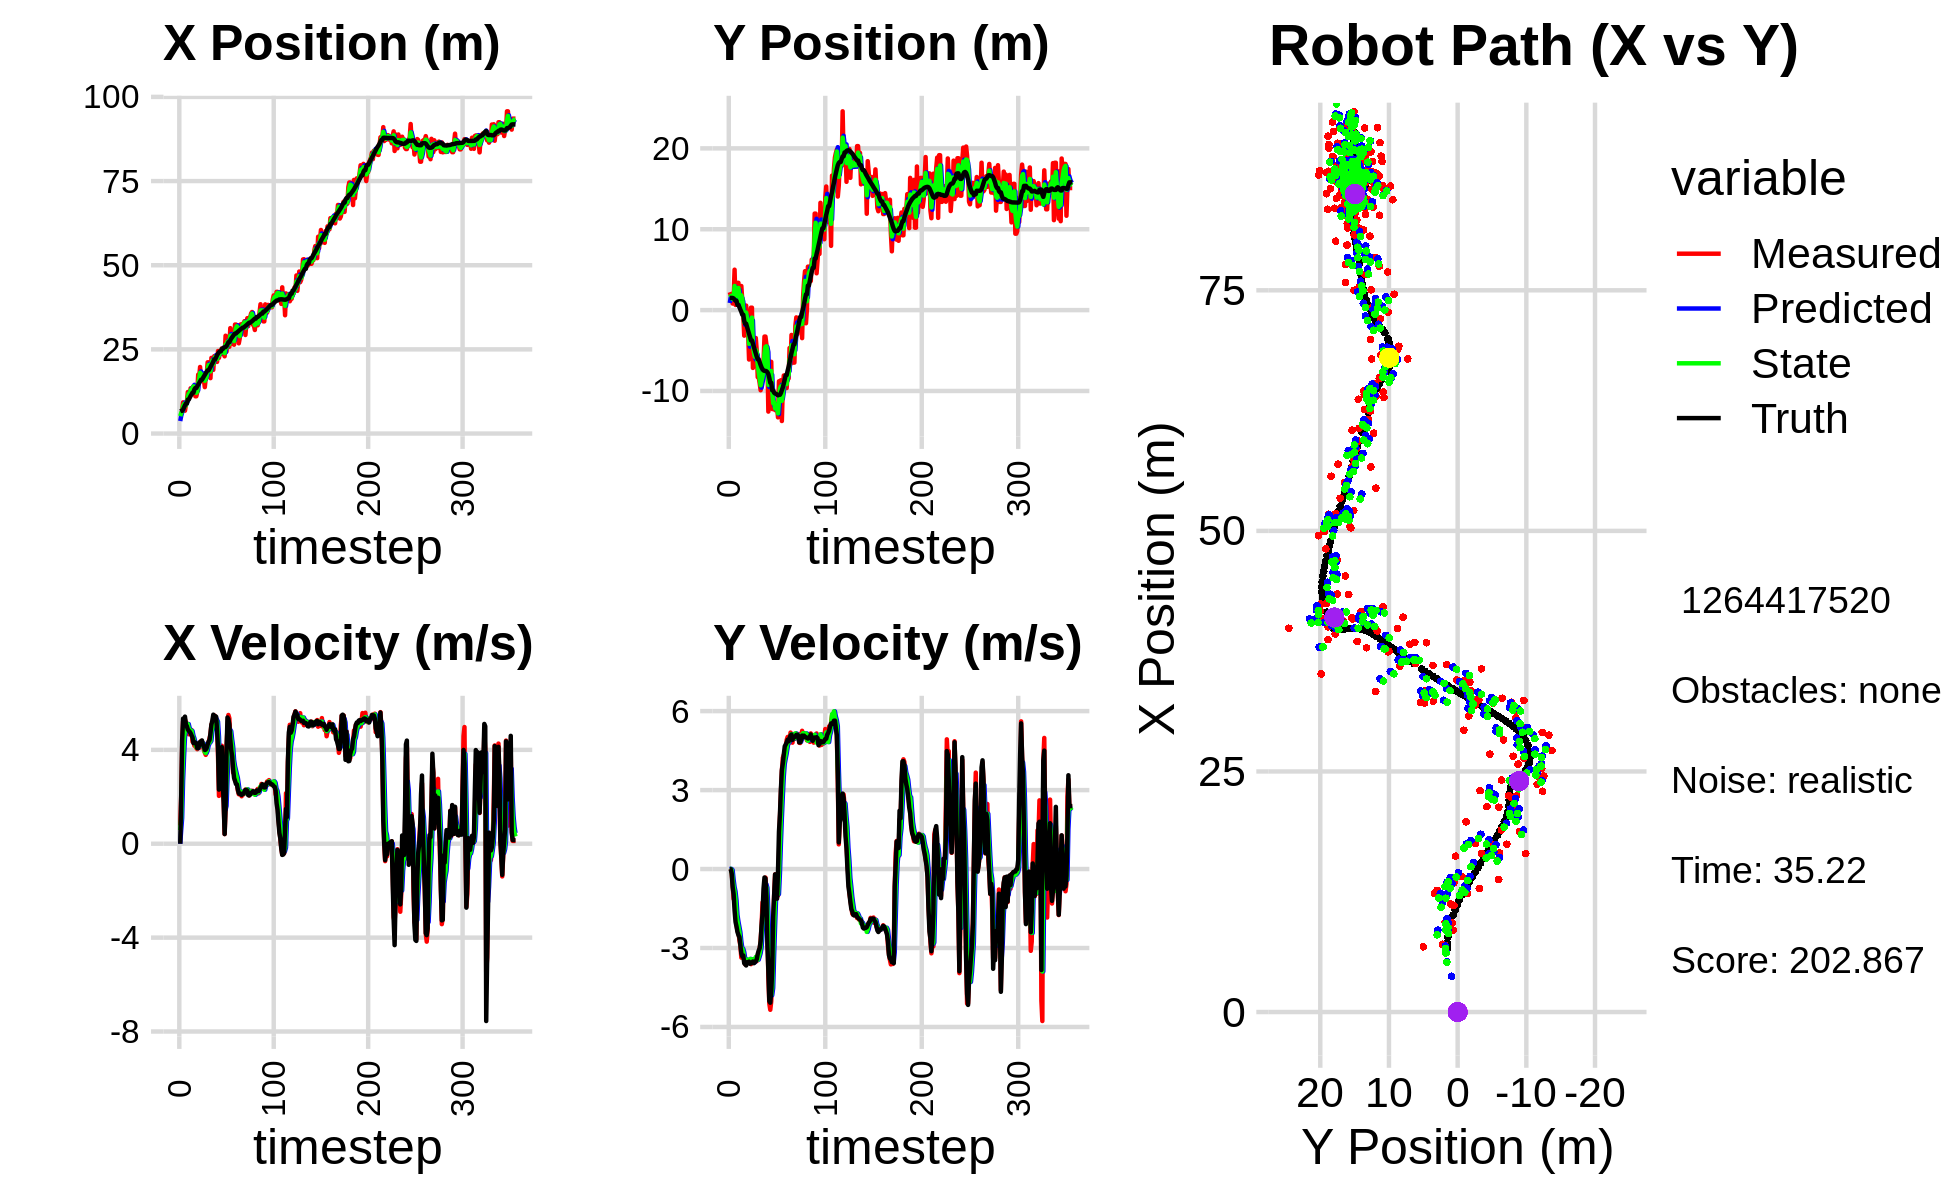 X Position (m)
100
75
50
25
0
0
100
200
300
timestep
Y Position (m)
20
10
0
-10
0
100
200
300
timestep
X Velocity (m/s)
4
0
-4
-8
0
100
200
300
timestep
Y Velocity (m/s)
6
3
0
-3
-6
0
100
200
300
timestep
Robot Path (X vs Y)
X Position (m)
75
50
25
0
20 10 0 -10 -20
Y Position (m)
variable
Measured
Predicted
State
Truth
1264417520
Obstacles: none
Noise: realistic
Time: 35.22
Score: 202.867